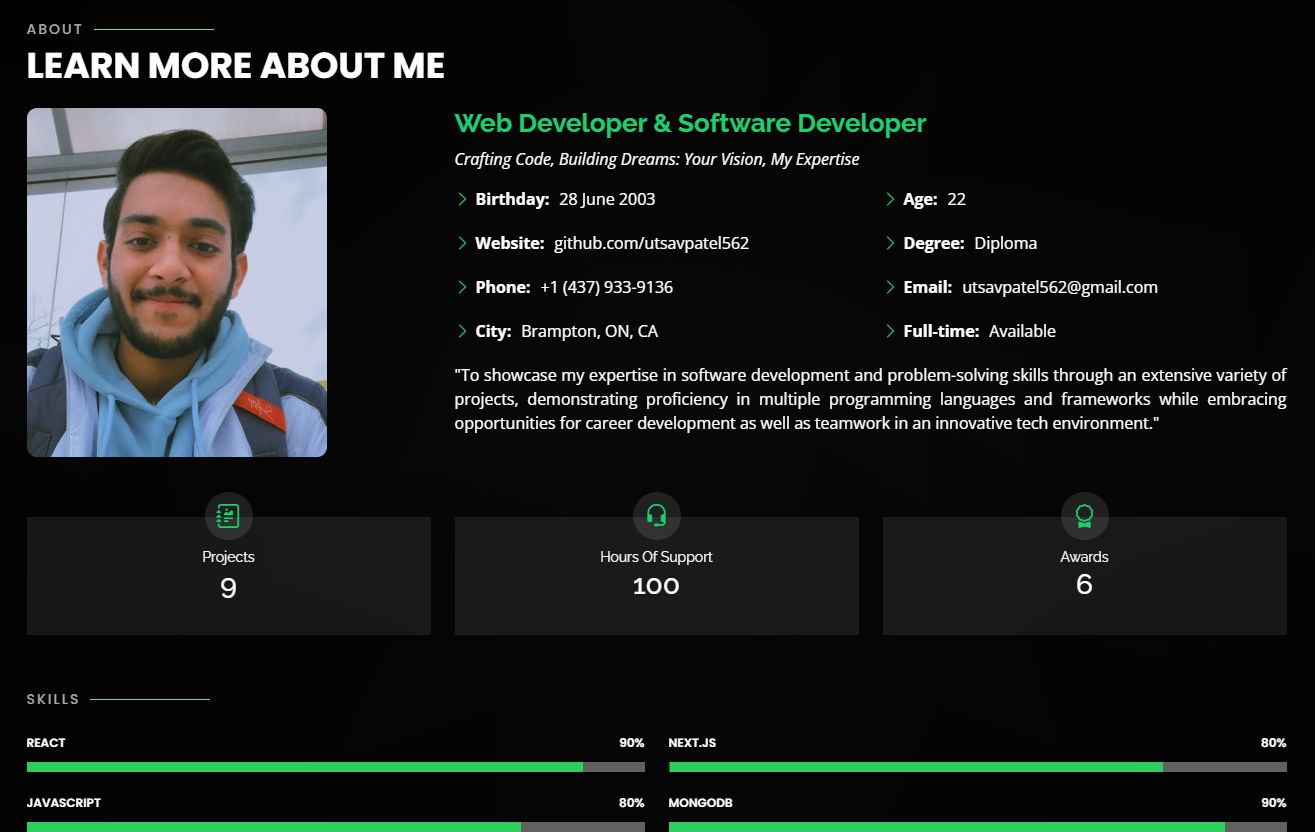 ABOUT
LEARN MORE ABOUT ME
Web Developer & Software Developer
Crafting Code, Building Dreams: Your Vision, My Expertise
Birthday: 28 June 2003
Age: 22
Website: github.com/utsavpatel562
Degree: Diploma
Phone: +1 (437) 933-9136
Email: utsavpatel562@gmail.com
City: Brampton, ON, CA
Full-time: Available
"To showcase my expertise in software development and problem-solving skills through an extensive variety of
projects, demonstrating proficiency in multiple programming languages and frameworks while embracing
opportunities for career development as well as teamwork in an innovative tech environment."
Projects
9
Hours Of Support
100
Awards
6
SKILLS
REACT 90%
NEXT.JS 80%
JAVASCRIPT 80%
MONGODB 90%